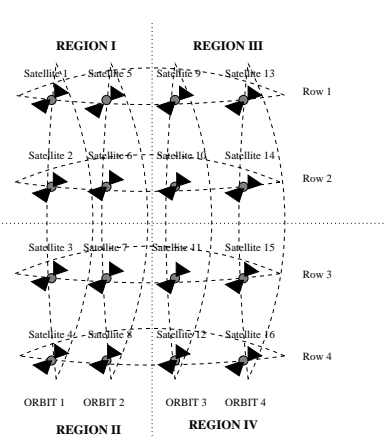 REGION I REGION III
Satellite 1 Satellite 5 Satellite 9 Satellite 13
Row 1
Satellite 2 Satellite 6 Satellite 10 Satellite 14
Row 2
Satellite 3 Satellite 7 Satellite 11 Satellite 15
Row 3
Satellite 4 Satellite 8 Satellite 12 Satellite 16
Row 4
ORBIT 1 ORBIT 2 ORBIT 3 ORBIT 4
REGION II REGION IV